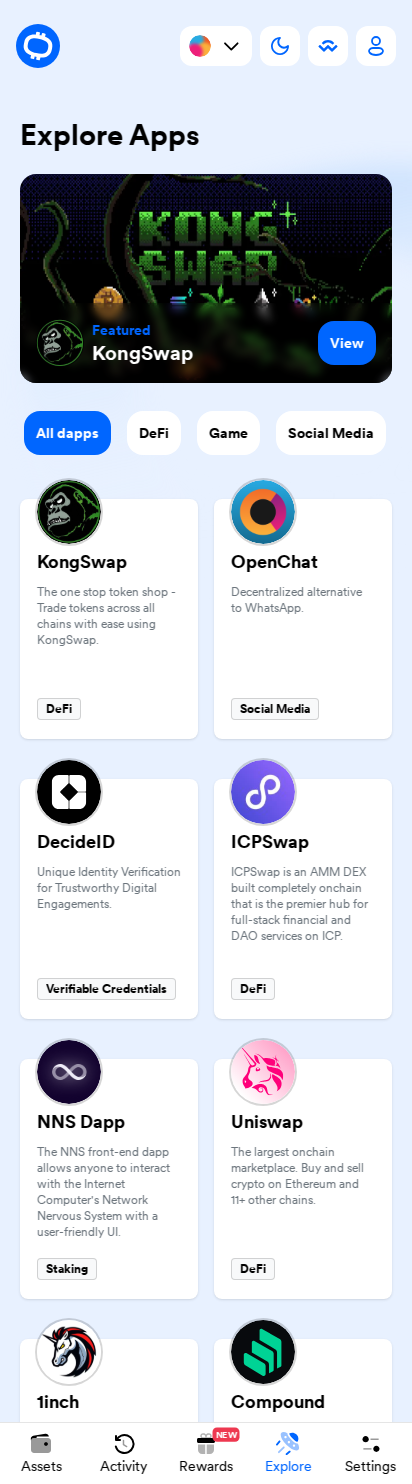 Explore Apps
KONG
SWAP
Featured
KongSwap
View
All dapps
DeFi
Game
Social Media
KongSwap
The one stop token shop -
Trade tokens across all
chains with ease using
KongSwap.
DeFi
OpenChat
Decentralized alternative
to WhatsApp.
Social Media
DecideID
Unique Identity Verification
for Trustworthy Digital
Engagements.
Verifiable Credentials
ICPSwap
ICPSwap is an AMM DEX
built completely onchain
that is the premier hub for
full-stack financial and
DAO services on ICP.
DeFi
NNS Dapp
The NNS front-end dapp
allows anyone to interact
with the Internet
Computer's Network
Nervous System with a
user-friendly UI.
Staking
Uniswap
The largest onchain
marketplace. Buy and sell
crypto on Ethereum and
11+ other chains.
DeFi
1inch
Compound
NEW
Assets
Activity
Rewards
Explore
Settings